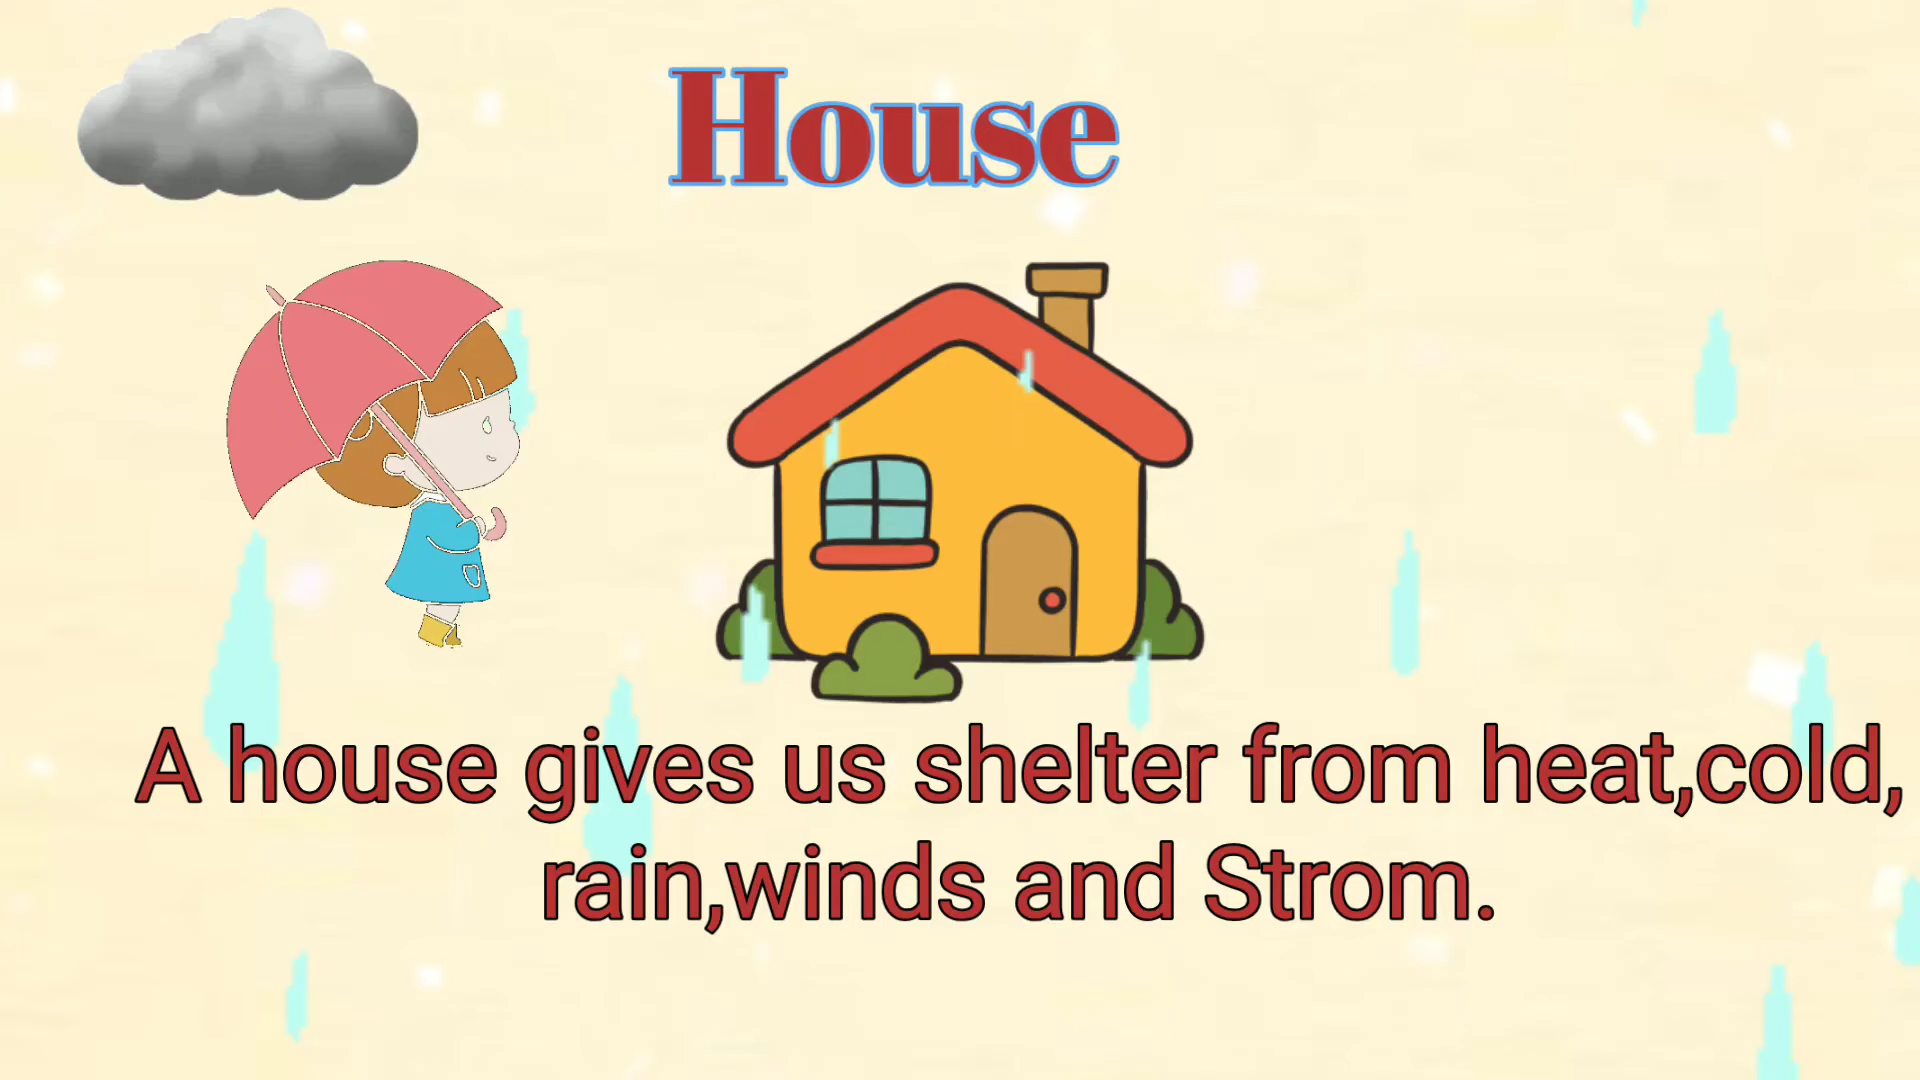 House
A house gives us shelter from heat,cold,
rain,winds and Strom.